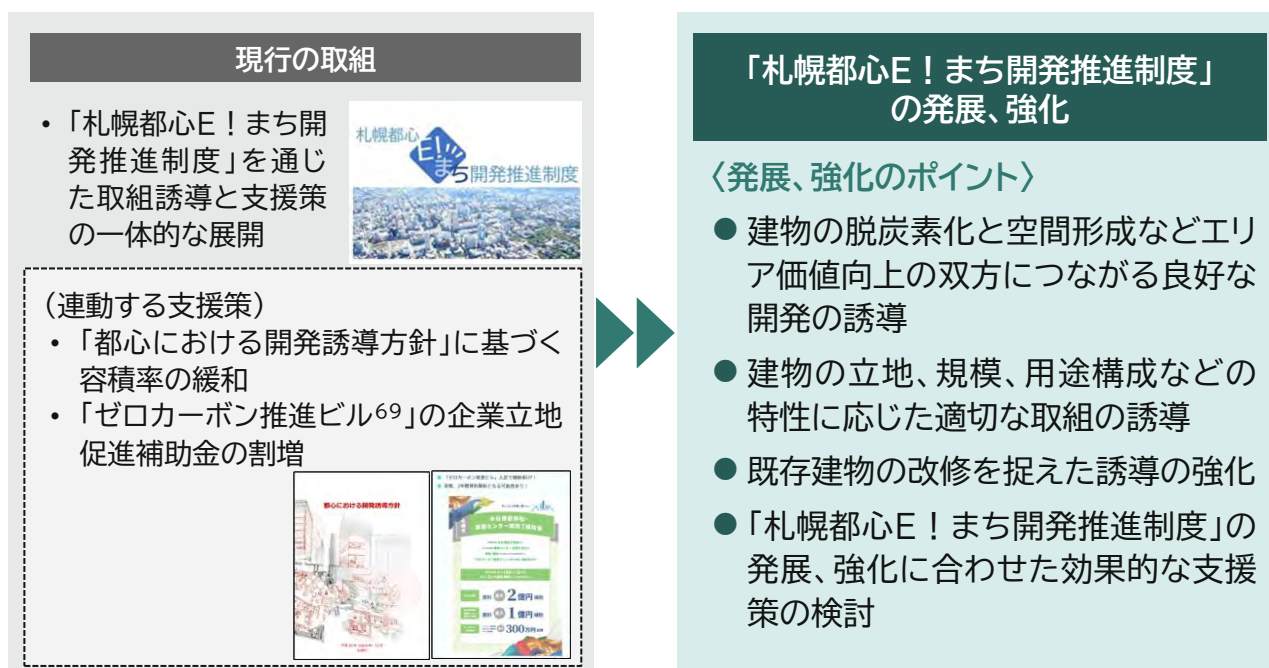 現行の取組
•「札幌都心E！まち開
発推進制度」を通じ
た取組誘導と支援策
の一体的な展開
札幌都心
E!
まち開発推進制度
（連動する支援策）
•「都心における開発誘導方針」に基づく
容積率の緩和
•「ゼロカーボン推進ビル69」の企業立地
促進補助金の割増
都心における開発誘導方針
2億円
1億円
300万円
「札幌都心E！まち開発推進制度」
の発展、強化
〈発展、強化のポイント〉
●建物の脱炭素化と空間形成などエリ
ア価値向上の双方につながる良好な
開発の誘導
●建物の立地、規模、用途構成などの
特性に応じた適切な取組の誘導
●既存建物の改修を捉えた誘導の強化
●「札幌都心E！まち開発推進制度」の
発展、強化に合わせた効果的な支援
策の検討